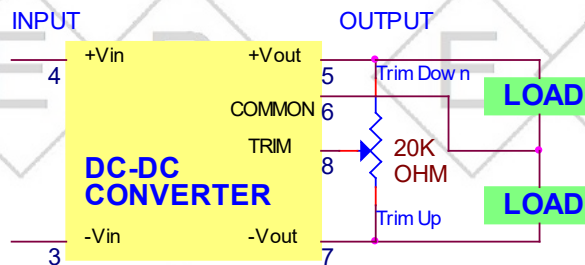 INPUT OUTPUT
+Vin +Vout
4 5
Trim Down
COMMON 6
LOAD
TRIM
8
20K
OHM
DC-DC
CONVERTER
LOAD
Trim Up
-Vin -Vout
3 7